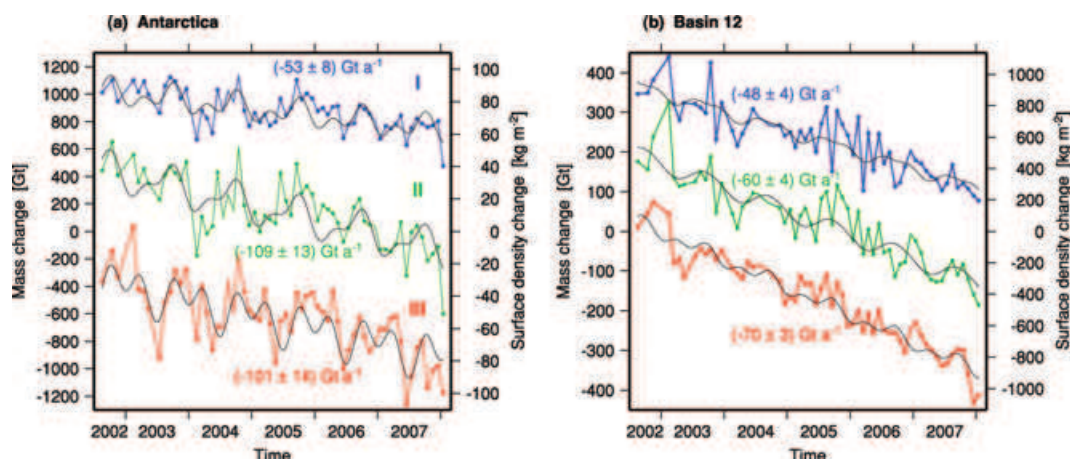 (a) Antarctica
1200
1000
800
600
400
200
0
-200
-400
-600
-800
-1000
-1200
Mass change [Gt]
(-53 ± 8) Gt a⁻¹
I
II
(-109 ± 13) Gt a⁻¹
III
(-101 ± 14) Gt a⁻¹
100
80
60
40
20
0
-20
-40
-60
-80
-100
Surface density change [kg m⁻²]
2002 2003 2004 2005 2006 2007
Time
(b) Basin 12
400
300
200
100
0
-100
-200
-300
-400
Mass change [Gt]
(-48 ± 4) Gt a⁻¹
(-60 ± 4) Gt a⁻¹
(-70 ± 3) Gt a⁻¹
1000
800
600
400
200
0
-200
-400
-600
-800
-1000
Surface density change [kg m⁻²]
2002 2003 2004 2005 2006 2007
Time